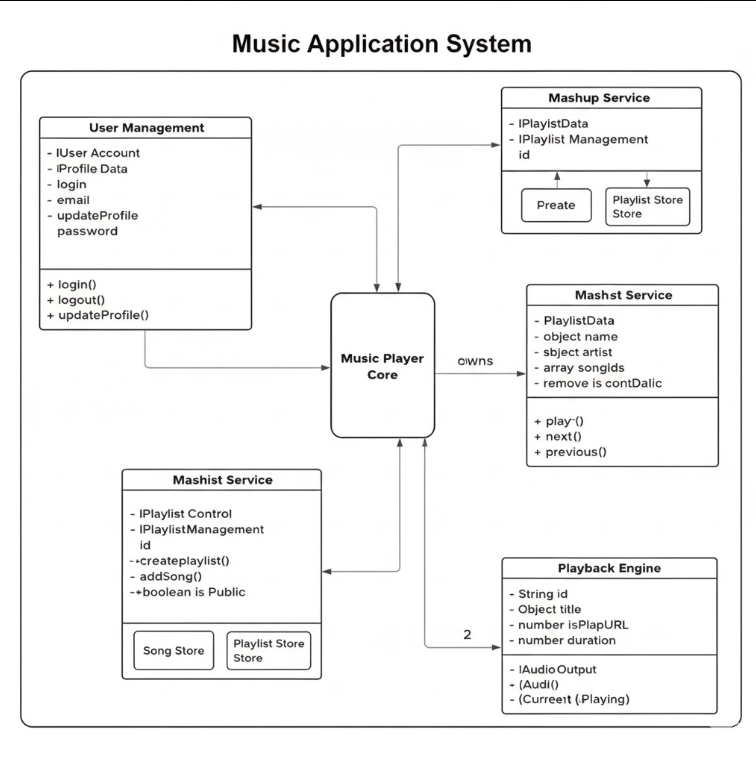 Music Application System
User Management
- IUser Account
- IProfile Data
- login
- email
- updateProfile
password
+ login()
+ logout()
+ updateProfile()
Mashup Service
- IPlayistData
- IPlaylist Management
id
Preate
Playlist Store
Store
Music Player
Core
owns
Mashst Service
- PlaylistData
- object name
- sbject artist
- array songids
- remove is contDalic
+ play()
+ next()
+ previous()
Mashist Service
- IPlaylist Control
- IPlaylistManagement
id
-+createplaylist()
- addSong()
-+boolean is Public
Song Store
Playlist Store
Store
2
Playback Engine
- String id
- Object title
- number isPlapURL
- number duration
- IAudioOutput
+ (Audi()
- (Curreert (.Playing)